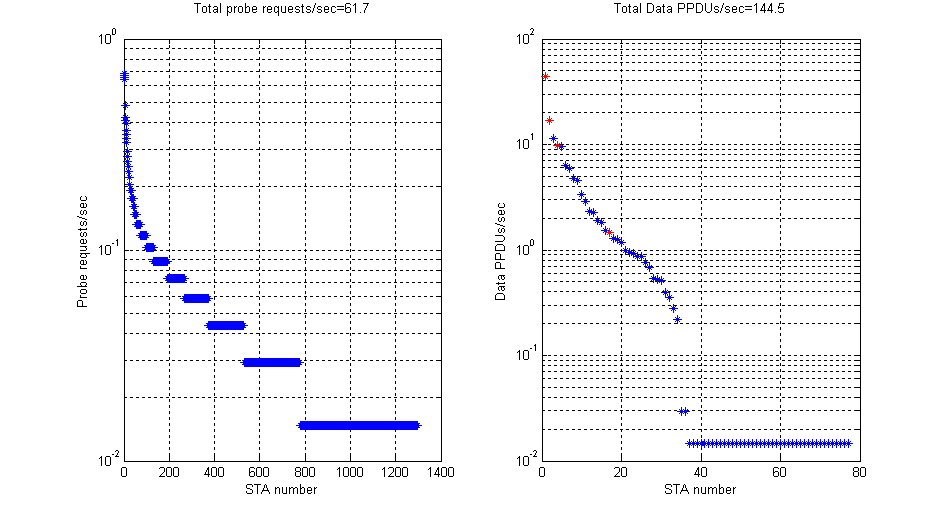 Total probe requests/sec=61.7
10^0
10^-1
10^-2
Probe requests/sec
0 200 400 600 800 1000 1200 1400
STA number
Total Data PPDUs/sec=144.5
10^2
10^1
10^0
10^-1
10^-2
Data PPDUs/sec
0 20 40 60 80
STA number